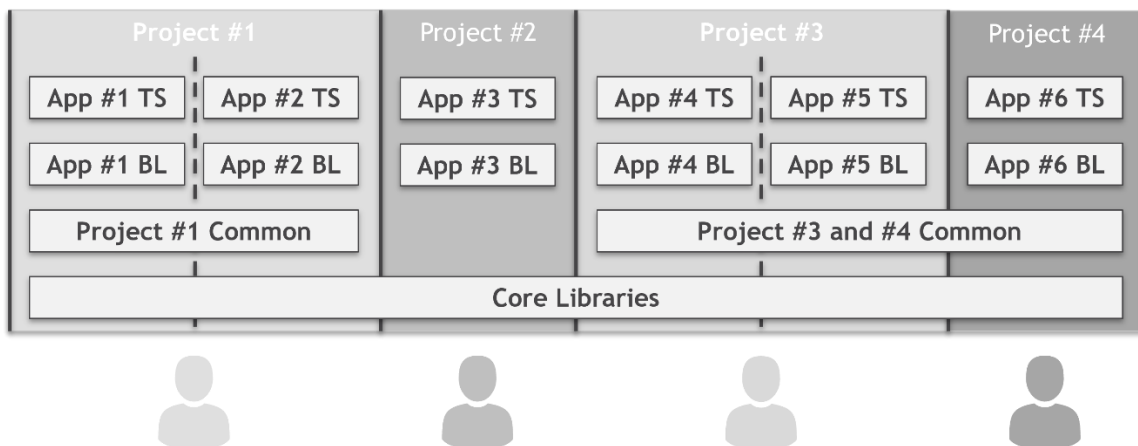 Project #1
Project #2
Project #3
Project #4
App #1 TS
App #2 TS
App #3 TS
App #4 TS
App #5 TS
App #6 TS
App #1 BL
App #2 BL
App #3 BL
App #4 BL
App #5 BL
App #6 BL
Project #1 Common
Project #3 and #4 Common
Core Libraries